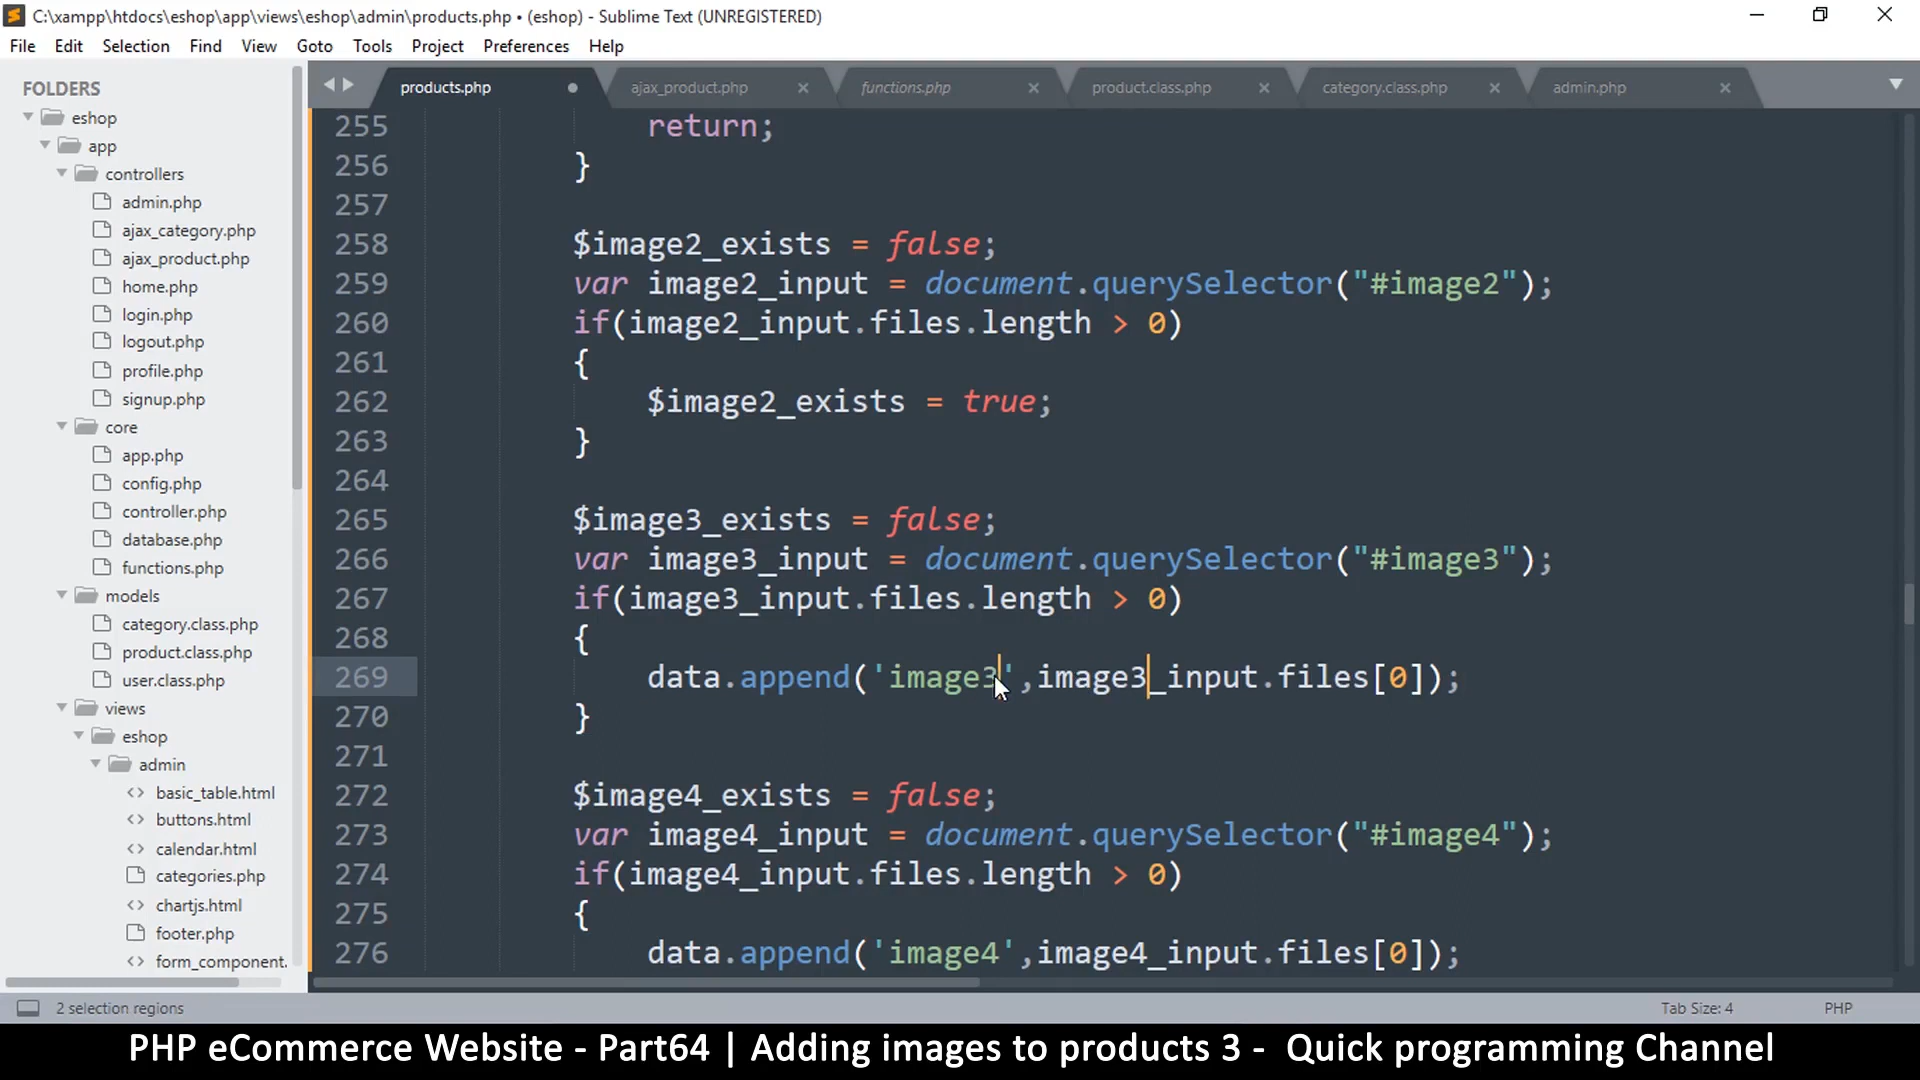 C:\xampp\htdocs\eshop\app\views\eshop\admin\products.php • (eshop) - Sublime Text (UNREGISTERED)
File Edit Selection Find View Goto Tools Project Preferences Help
FOLDERS
eshop
app
controllers
admin.php
ajax_category.php
ajax_product.php
home.php
login.php
logout.php
profile.php
signup.php
core
app.php
config.php
controller.php
database.php
functions.php
models
category.class.php
product.class.php
user.class.php
views
eshop
admin
basic_table.html
buttons.html
calendar.html
categories.php
chartjs.html
footer.php
form_component.
products.php ajax_product.php functions.php product.class.php category.class.php admin.php
255 return;
256 }
257
258 $image2_exists = false;
259 var image2_input = document.querySelector("#image2");
260 if(image2_input.files.length > 0)
261 {
262 $image2_exists = true;
263 }
264
265 $image3_exists = false;
266 var image3_input = document.querySelector("#image3");
267 if(image3_input.files.length > 0)
268 {
269 data.append('image3',image3_input.files[0]);
270 }
271
272 $image4_exists = false;
273 var image4_input = document.querySelector("#image4");
274 if(image4_input.files.length > 0)
275 {
276 data.append('image4',image4_input.files[0]);
2 selection regions Tab Size: 4 PHP
PHP eCommerce Website - Part64 | Adding images to products 3 - Quick programming Channel